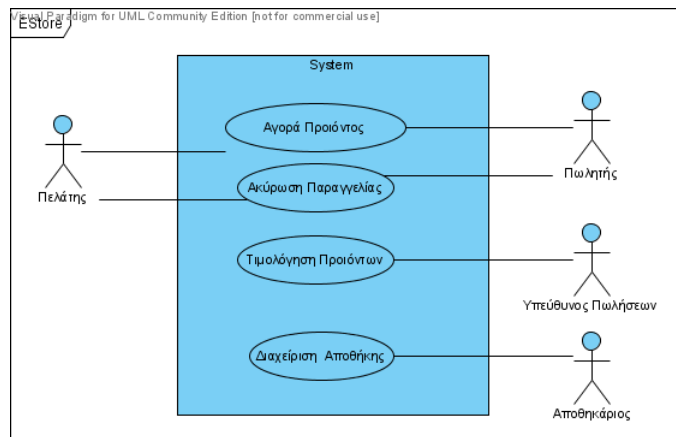 Visual Paradigm for UML Community Edition [not for commercial use]
EStore
System
Αγορά Προιόντος
Ακύρωση Παραγγελίας
Πελάτης
Πωλητής
Τιμολόγηση Προιόντων
Υπεύθυνος Πωλήσεων
Διαχείριση Αποθήκης
Αποθηκάριος